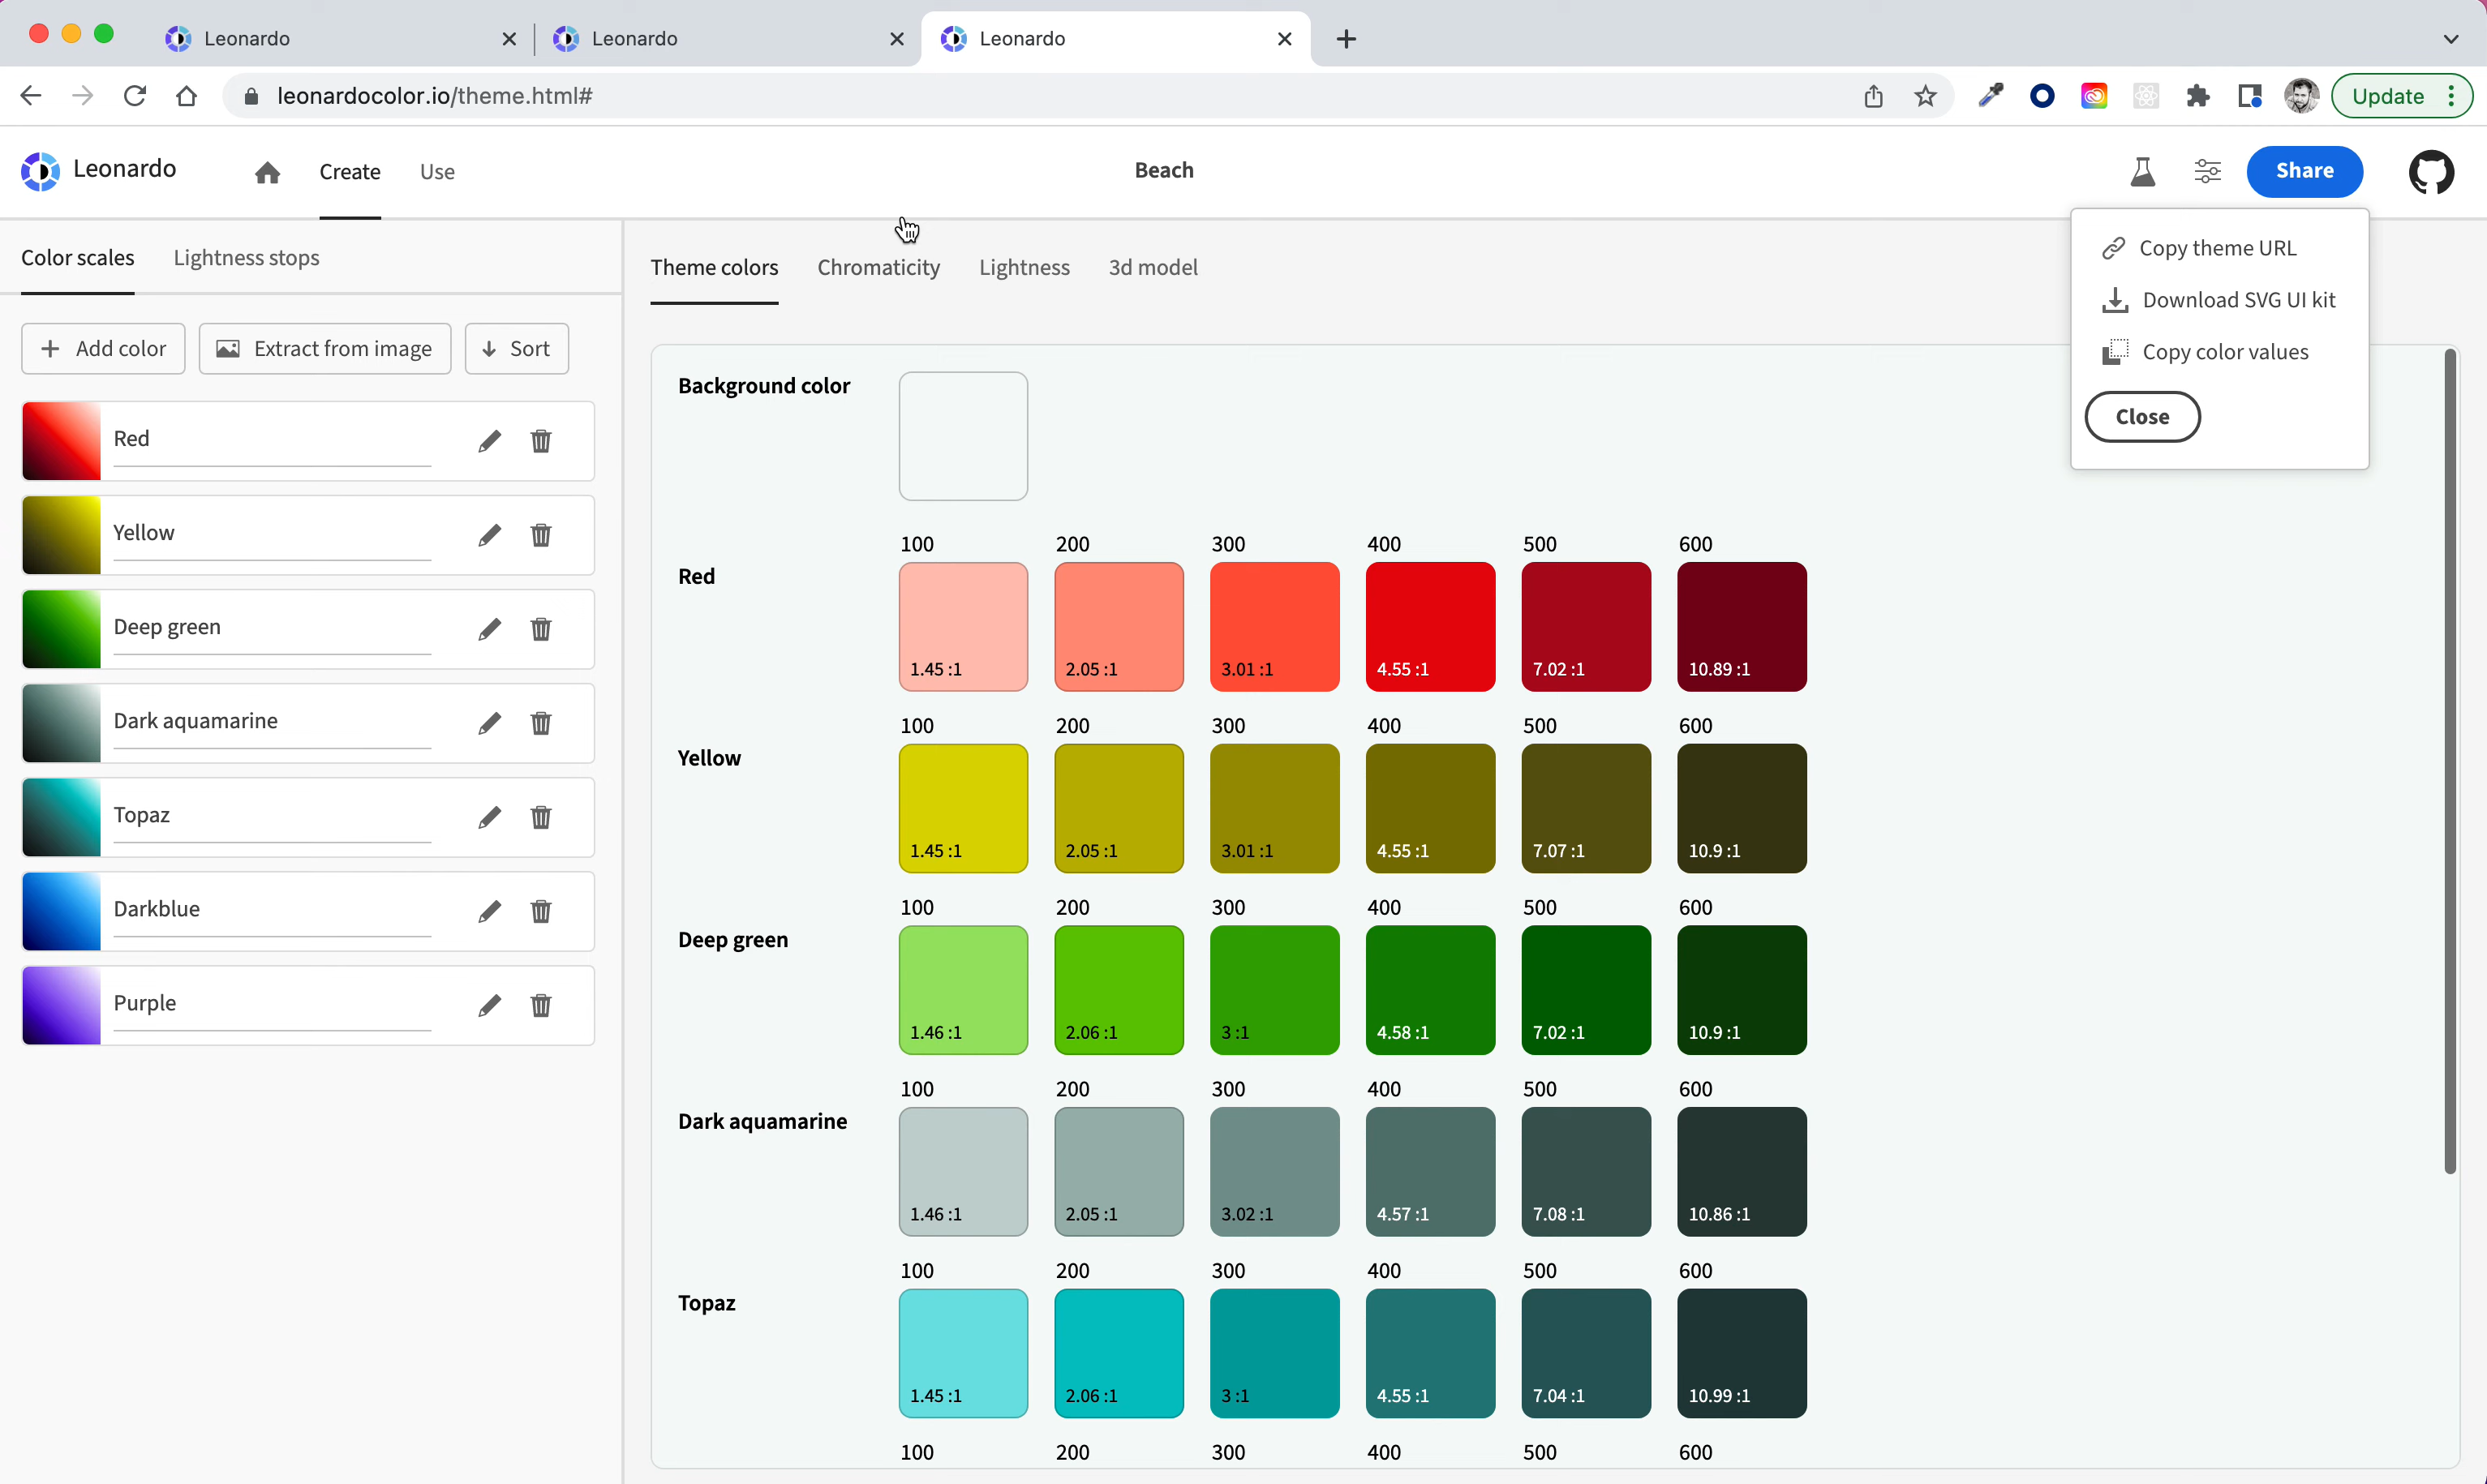 Leonardo
Leonardo
Leonardo
leonardocolor.io/theme.html#
Update
Leonardo
Create
Use
Beach
Share
Color scales
Lightness stops
Theme colors
Chromaticity
Lightness
3d model
Copy theme URL
Download SVG UI kit
Copy color values
Close
Add color
Extract from image
Sort
Red
Yellow
Deep green
Dark aquamarine
Topaz
Darkblue
Purple
Background color
100 200 300 400 500 600
Red
1.45 :1 2.05 :1 3.01 :1 4.55 :1 7.02 :1 10.89 :1
100 200 300 400 500 600
Yellow
1.45 :1 2.05 :1 3.01 :1 4.55 :1 7.07 :1 10.9 :1
100 200 300 400 500 600
Deep green
1.46 :1 2.06 :1 3 :1 4.58 :1 7.02 :1 10.9 :1
100 200 300 400 500 600
Dark aquamarine
1.46 :1 2.05 :1 3.02 :1 4.57 :1 7.08 :1 10.86 :1
100 200 300 400 500 600
Topaz
1.45 :1 2.06 :1 3 :1 4.55 :1 7.04 :1 10.99 :1
100 200 300 400 500 600